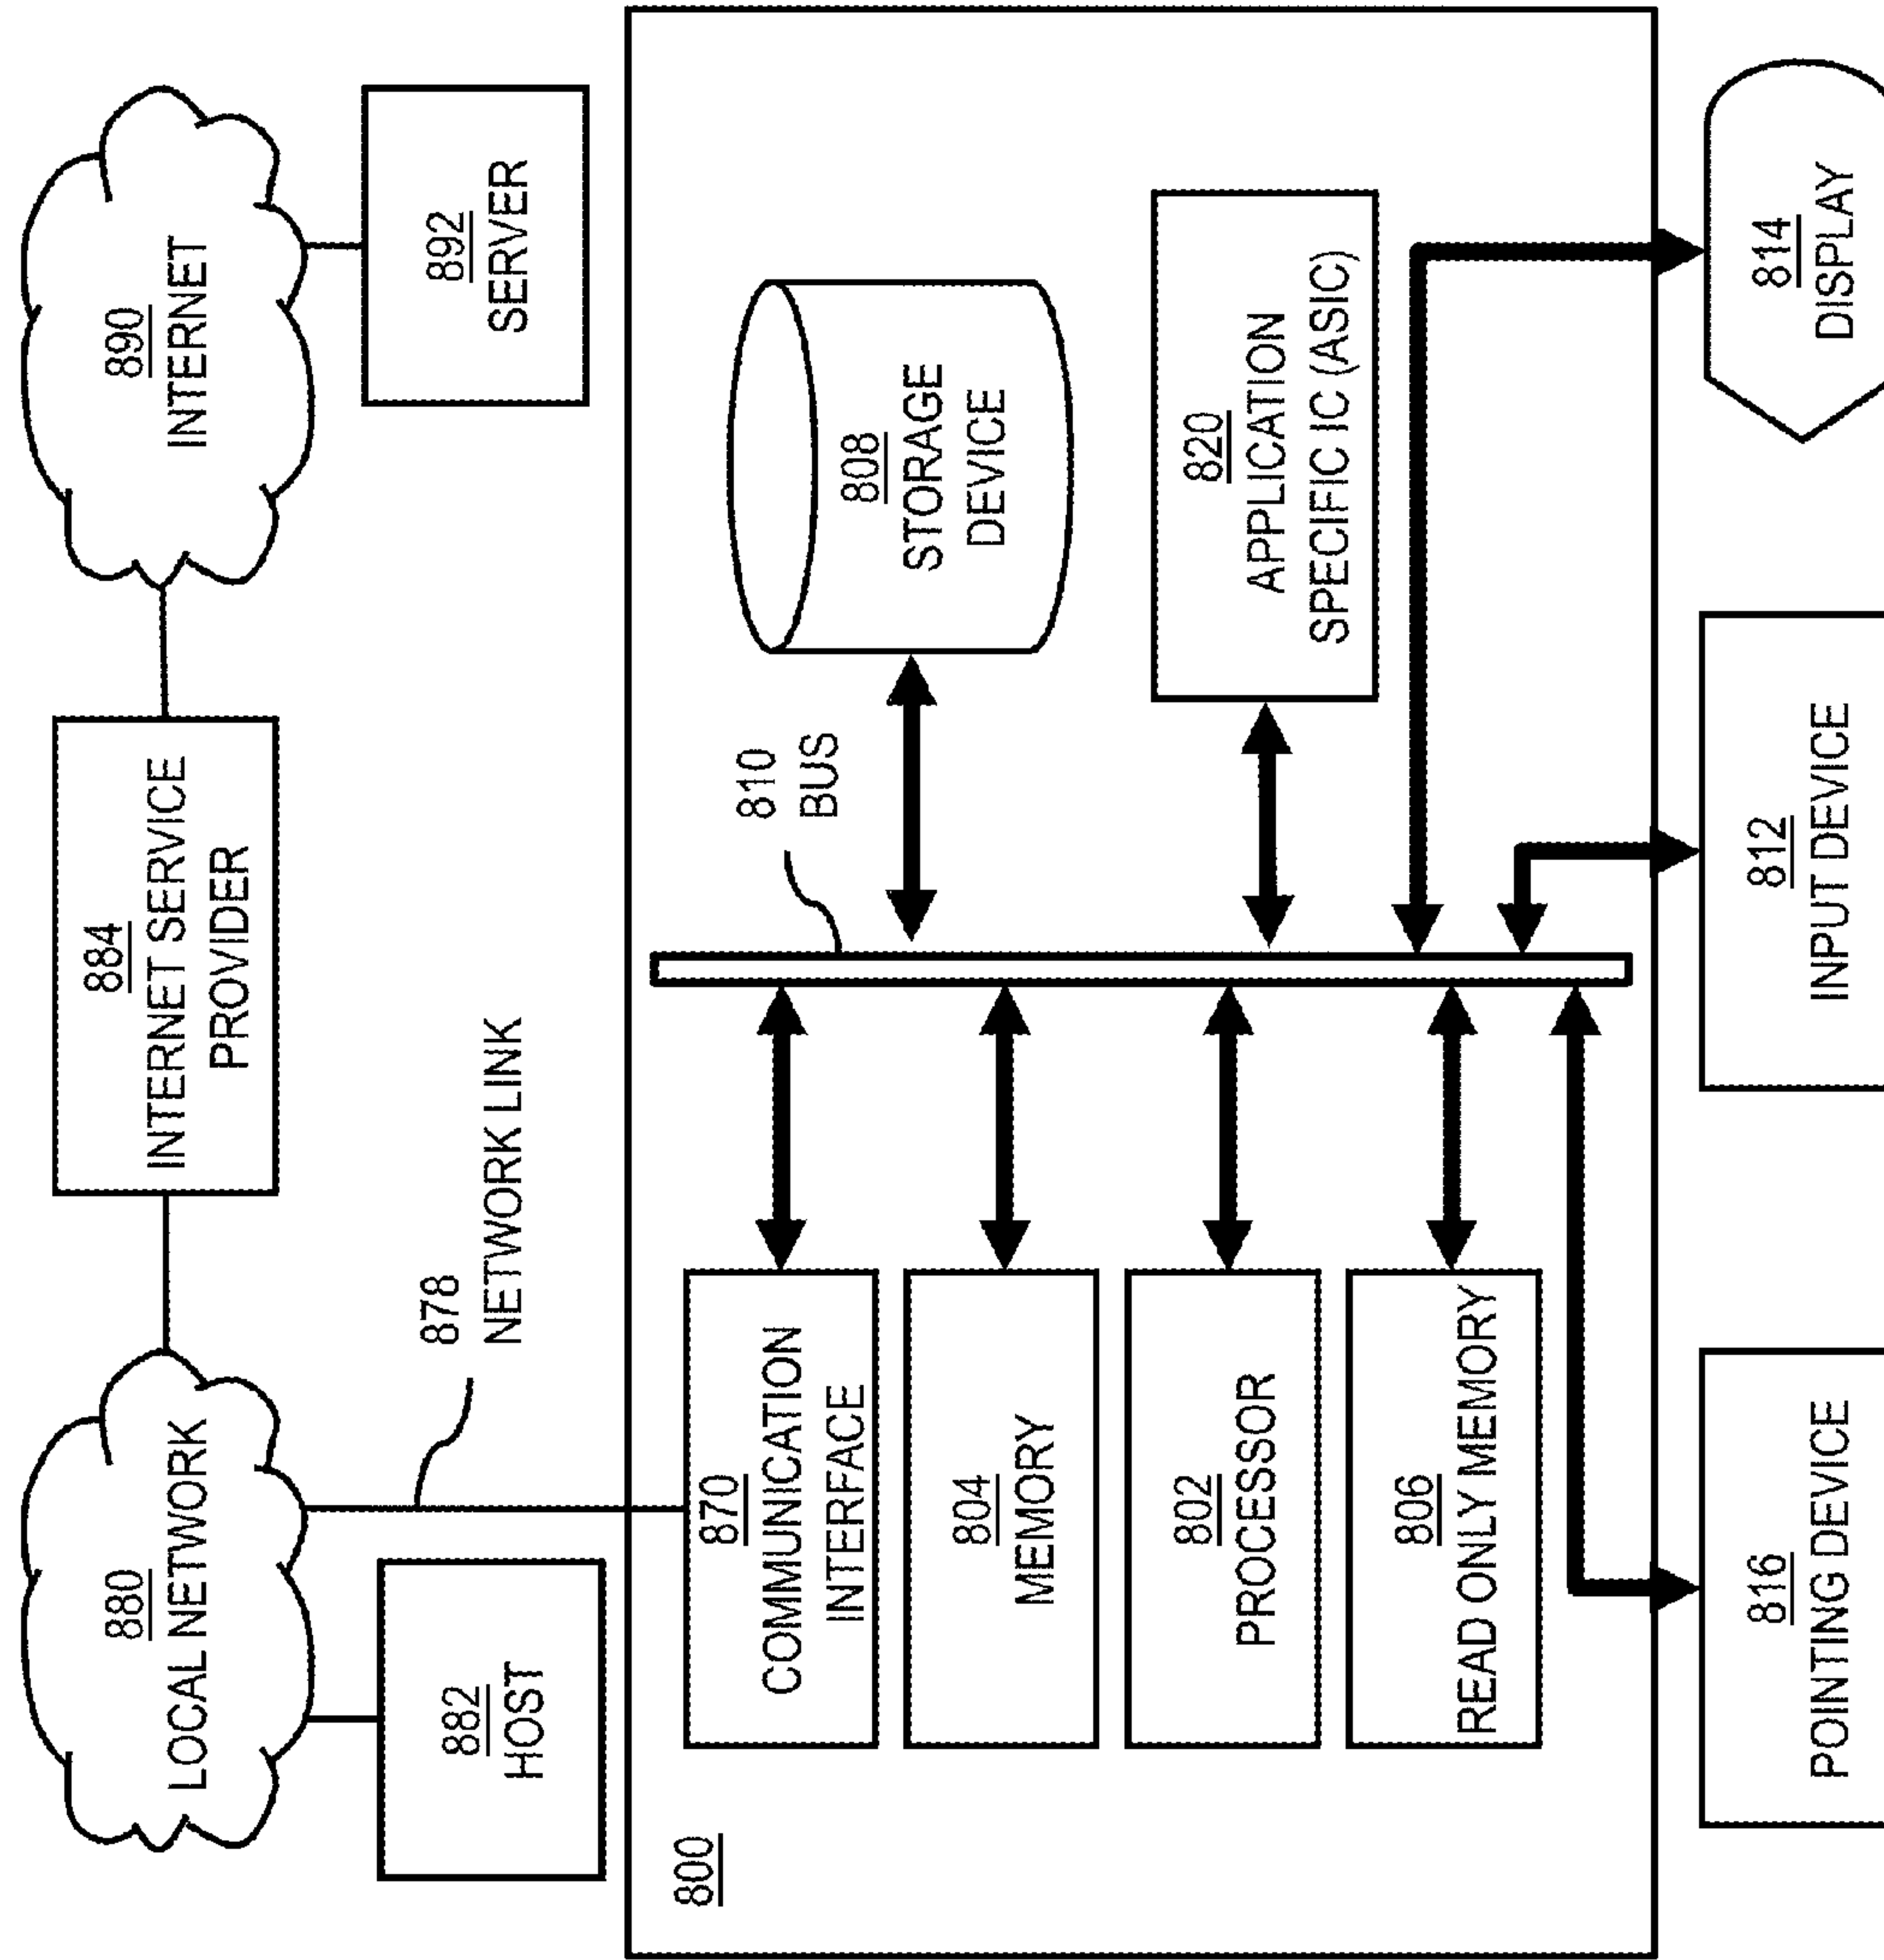 880
LOCAL NETWORK
884
INTERNET SERVICE
PROVIDER
890
INTERNET
882
HOST
878
NETWORK LINK
892
SERVER
800
870
COMMUNICATION
INTERFACE
810
BUS
808
STORAGE
DEVICE
804
MEMORY
802
PROCESSOR
820
APPLICATION
SPECIFIC IC (ASIC)
806
READ ONLY MEMORY
816
POINTING DEVICE
812
INPUT DEVICE
814
DISPLAY